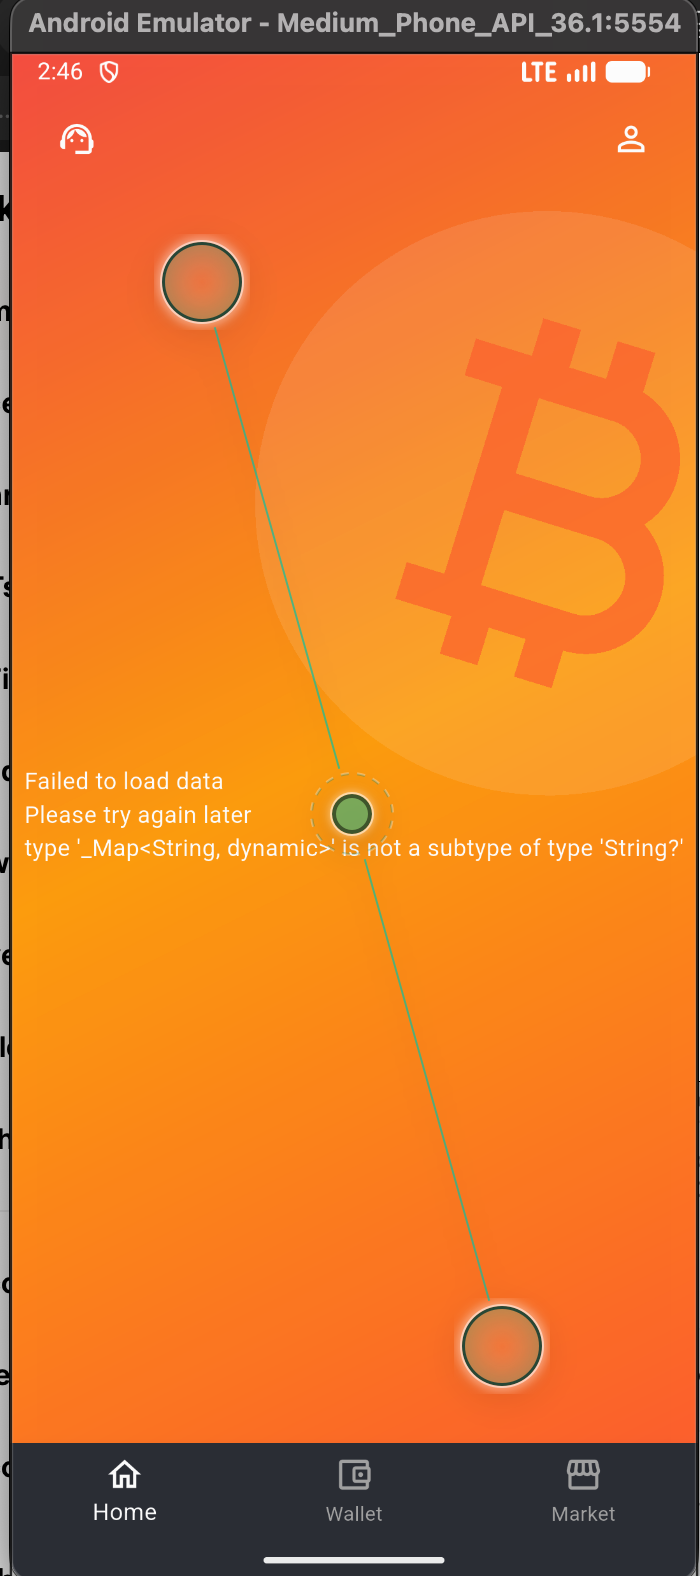 Android Emulator - Medium_Phone_API_36.1:5554
2:46
LTE
Failed to load data
Please try again later
type '_Map<String, dynamic>' is not a subtype of type 'String?'
Home
Wallet
Market